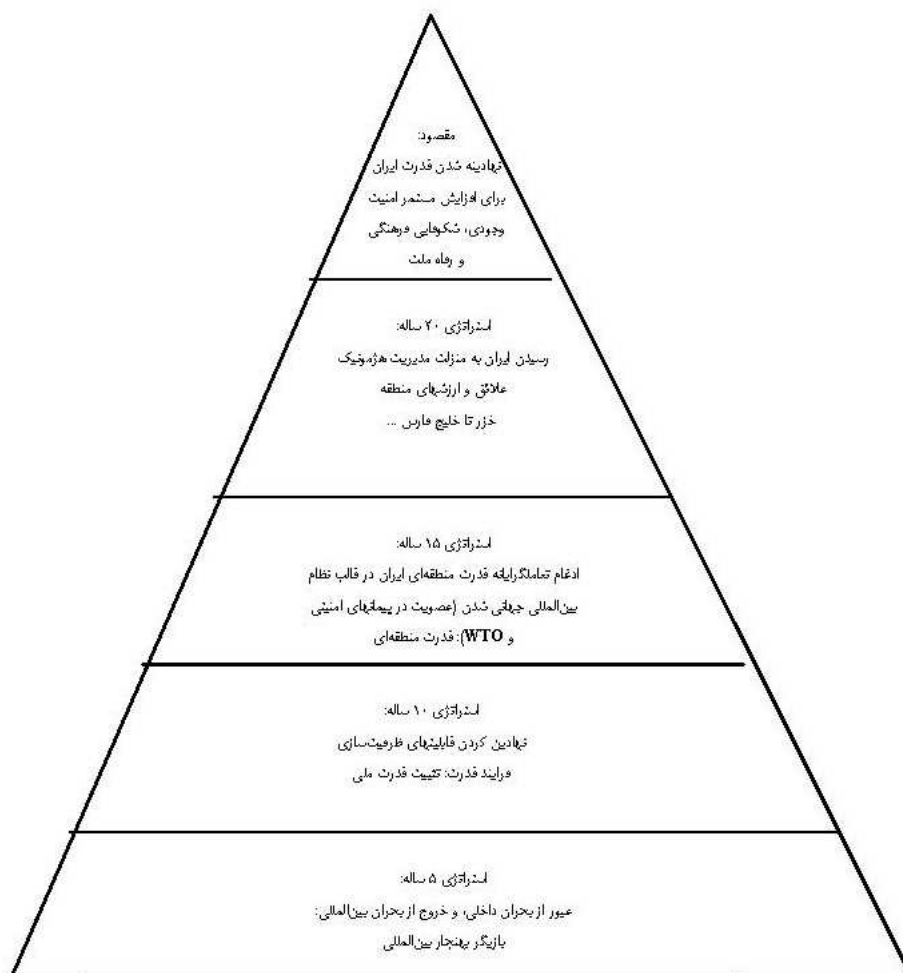 مقصود:
نهادینه شدن قدرت ایران
برای افزایش مستمر امنیت
وجودی، شکوفایی فرهنگی
و رفاه ملت
استراتژی ۲۰ ساله:
رسیدن ایران به منزلت مدیریت هژمونیک
علائق و ارزشهای منطقه
خزر تا خلیج فارس ...
استراتژی ۱۵ ساله:
ادغام تعاملگرایانه قدرت منطقه‌ای ایران در قالب نظام
بین‌المللی جهانی شدن (عضویت در پیمانهای امنیتی
و WTO): قدرت منطقه‌ای
استراتژی ۱۰ ساله:
نهادین کردن قابلیتهای ظرفیت‌سازی
فرایند قدرت: تثبیت قدرت ملی
استراتژی ۵ ساله:
عبور از بحران داخلی، و خروج از بحران بین‌المللی:
بازیگر بهنجار بین‌المللی